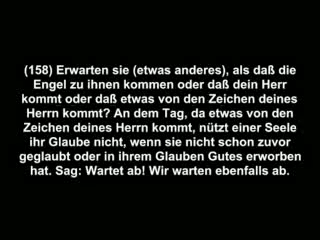 (158) Erwarten sie (etwas anderes), als daß die
Engel zu ihnen kommen oder daß dein Herr
kommt oder daß etwas von den Zeichen deines
Herrn kommt? An dem Tag, da etwas von den
Zeichen deines Herrn kommt, nützt einer Seele
ihr Glaube nicht, wenn sie nicht schon zuvor
geglaubt oder in ihrem Glauben Gutes erworben
hat. Sag: Wartet ab! Wir warten ebenfalls ab.